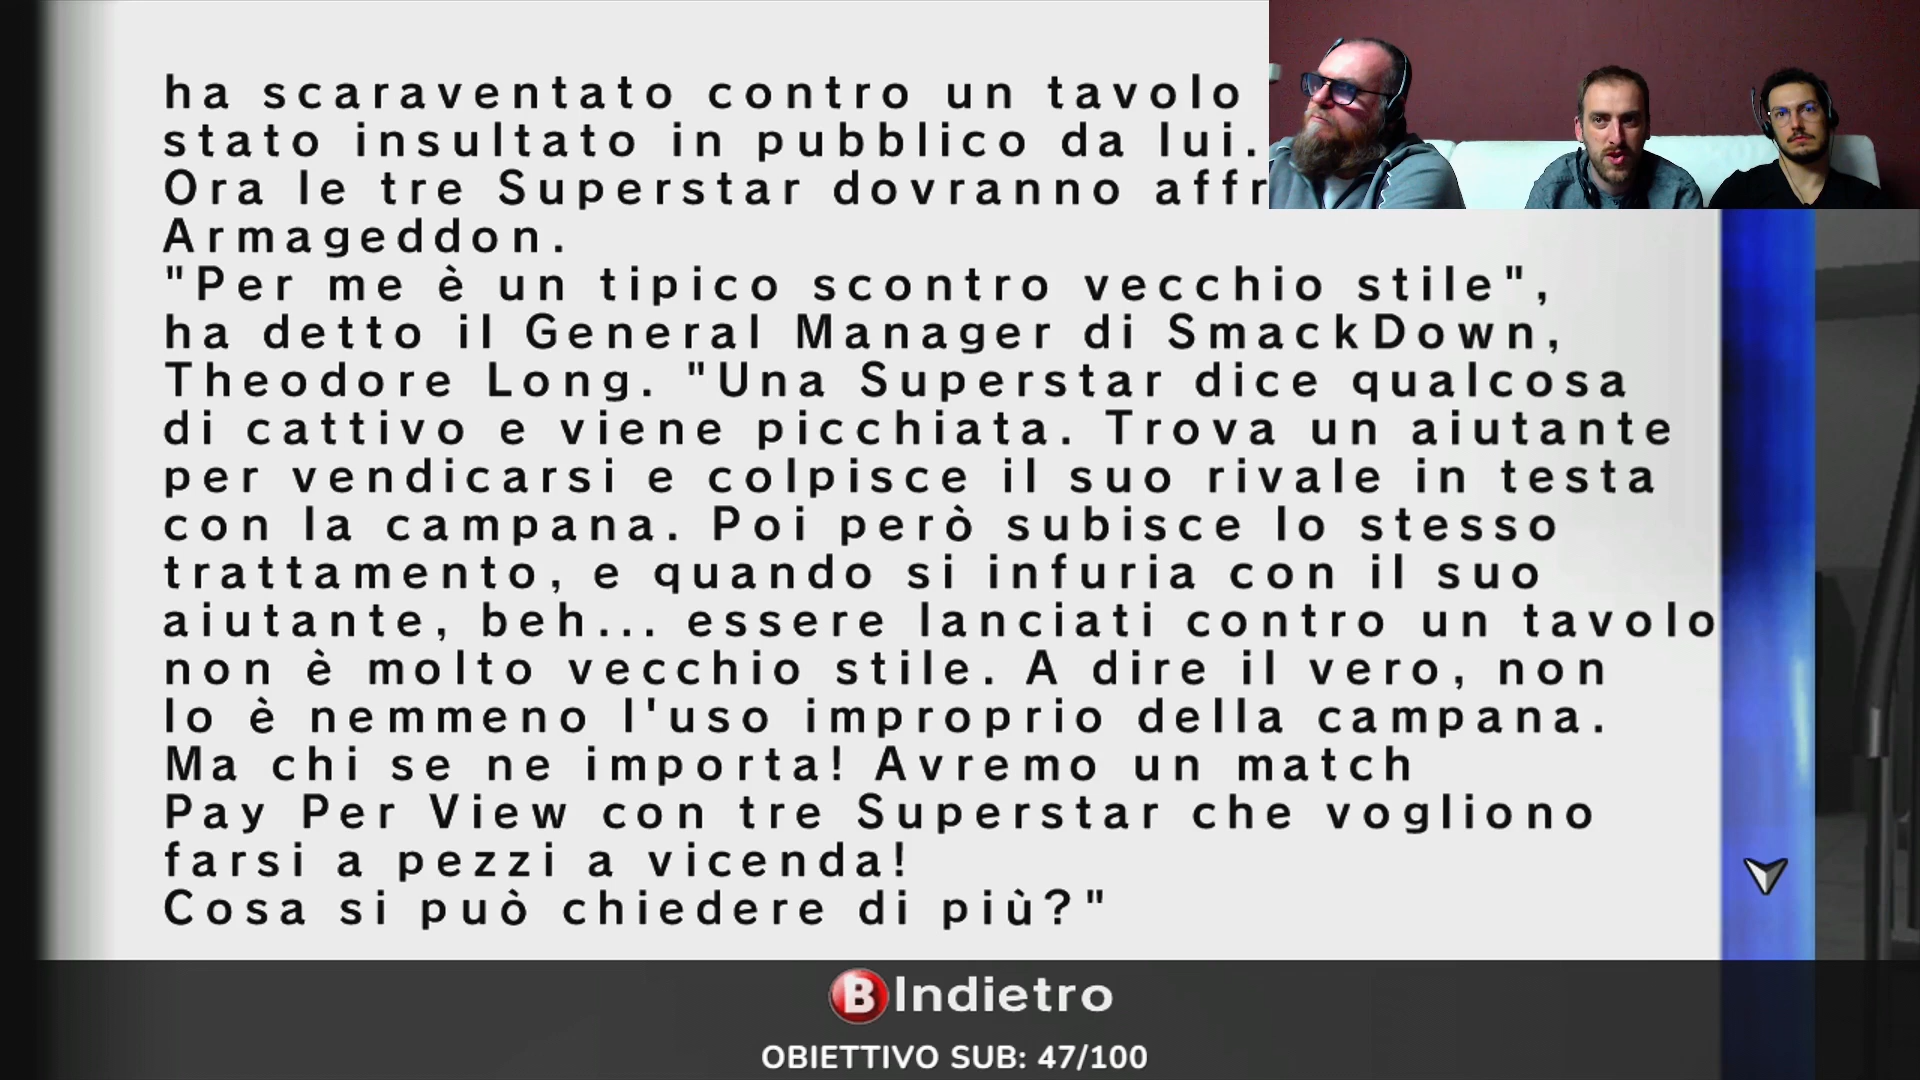 ha scaraventato contro un tavolo
stato insultato in pubblico da lui.
Ora le tre Superstar dovranno
Armageddon.
"Per me è un tipico scontro vecchio stile",
ha detto il General Manager di SmackDown,
Theodore Long. "Una Superstar dice qualcosa
di cattivo e viene picchiata. Trova un aiutante
per vendicarsi e colpisce il suo rivale in testa
con la campana. Poi però subisce lo stesso
trattamento, e quando si infuria con il suo
aiutante, beh... essere lanciati contro un tavolo
non è molto vecchio stile. A dire il vero, non
lo è nemmeno l'uso improprio della campana.
Ma chi se ne importa! Avremo un match
Pay Per View con tre Superstar che vogliono
farsi a pezzi a vicenda!
Cosa si può chiedere di più?"
B Indietro
OBIETTIVO SUB: 47/100